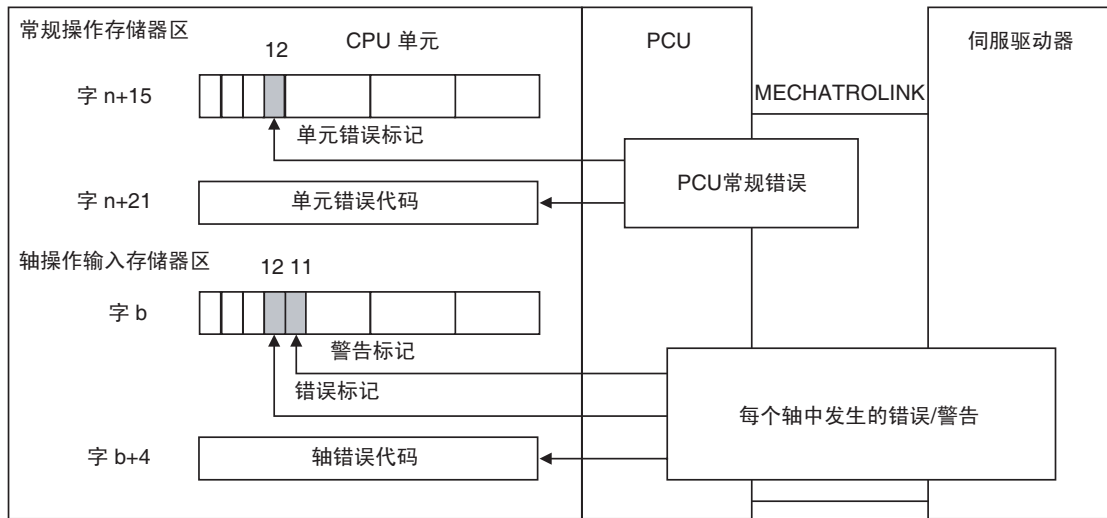 常规操作存储器区 CPU 单元 PCU 伺服驱动器
12
字 n+15
MECHATROLINK
单元错误标记
PCU常规错误
字 n+21 单元错误代码
轴操作输入存储器区
12 11
字 b
警告标记
错误标记
每个轴中发生的错误/警告
字 b+4 轴错误代码